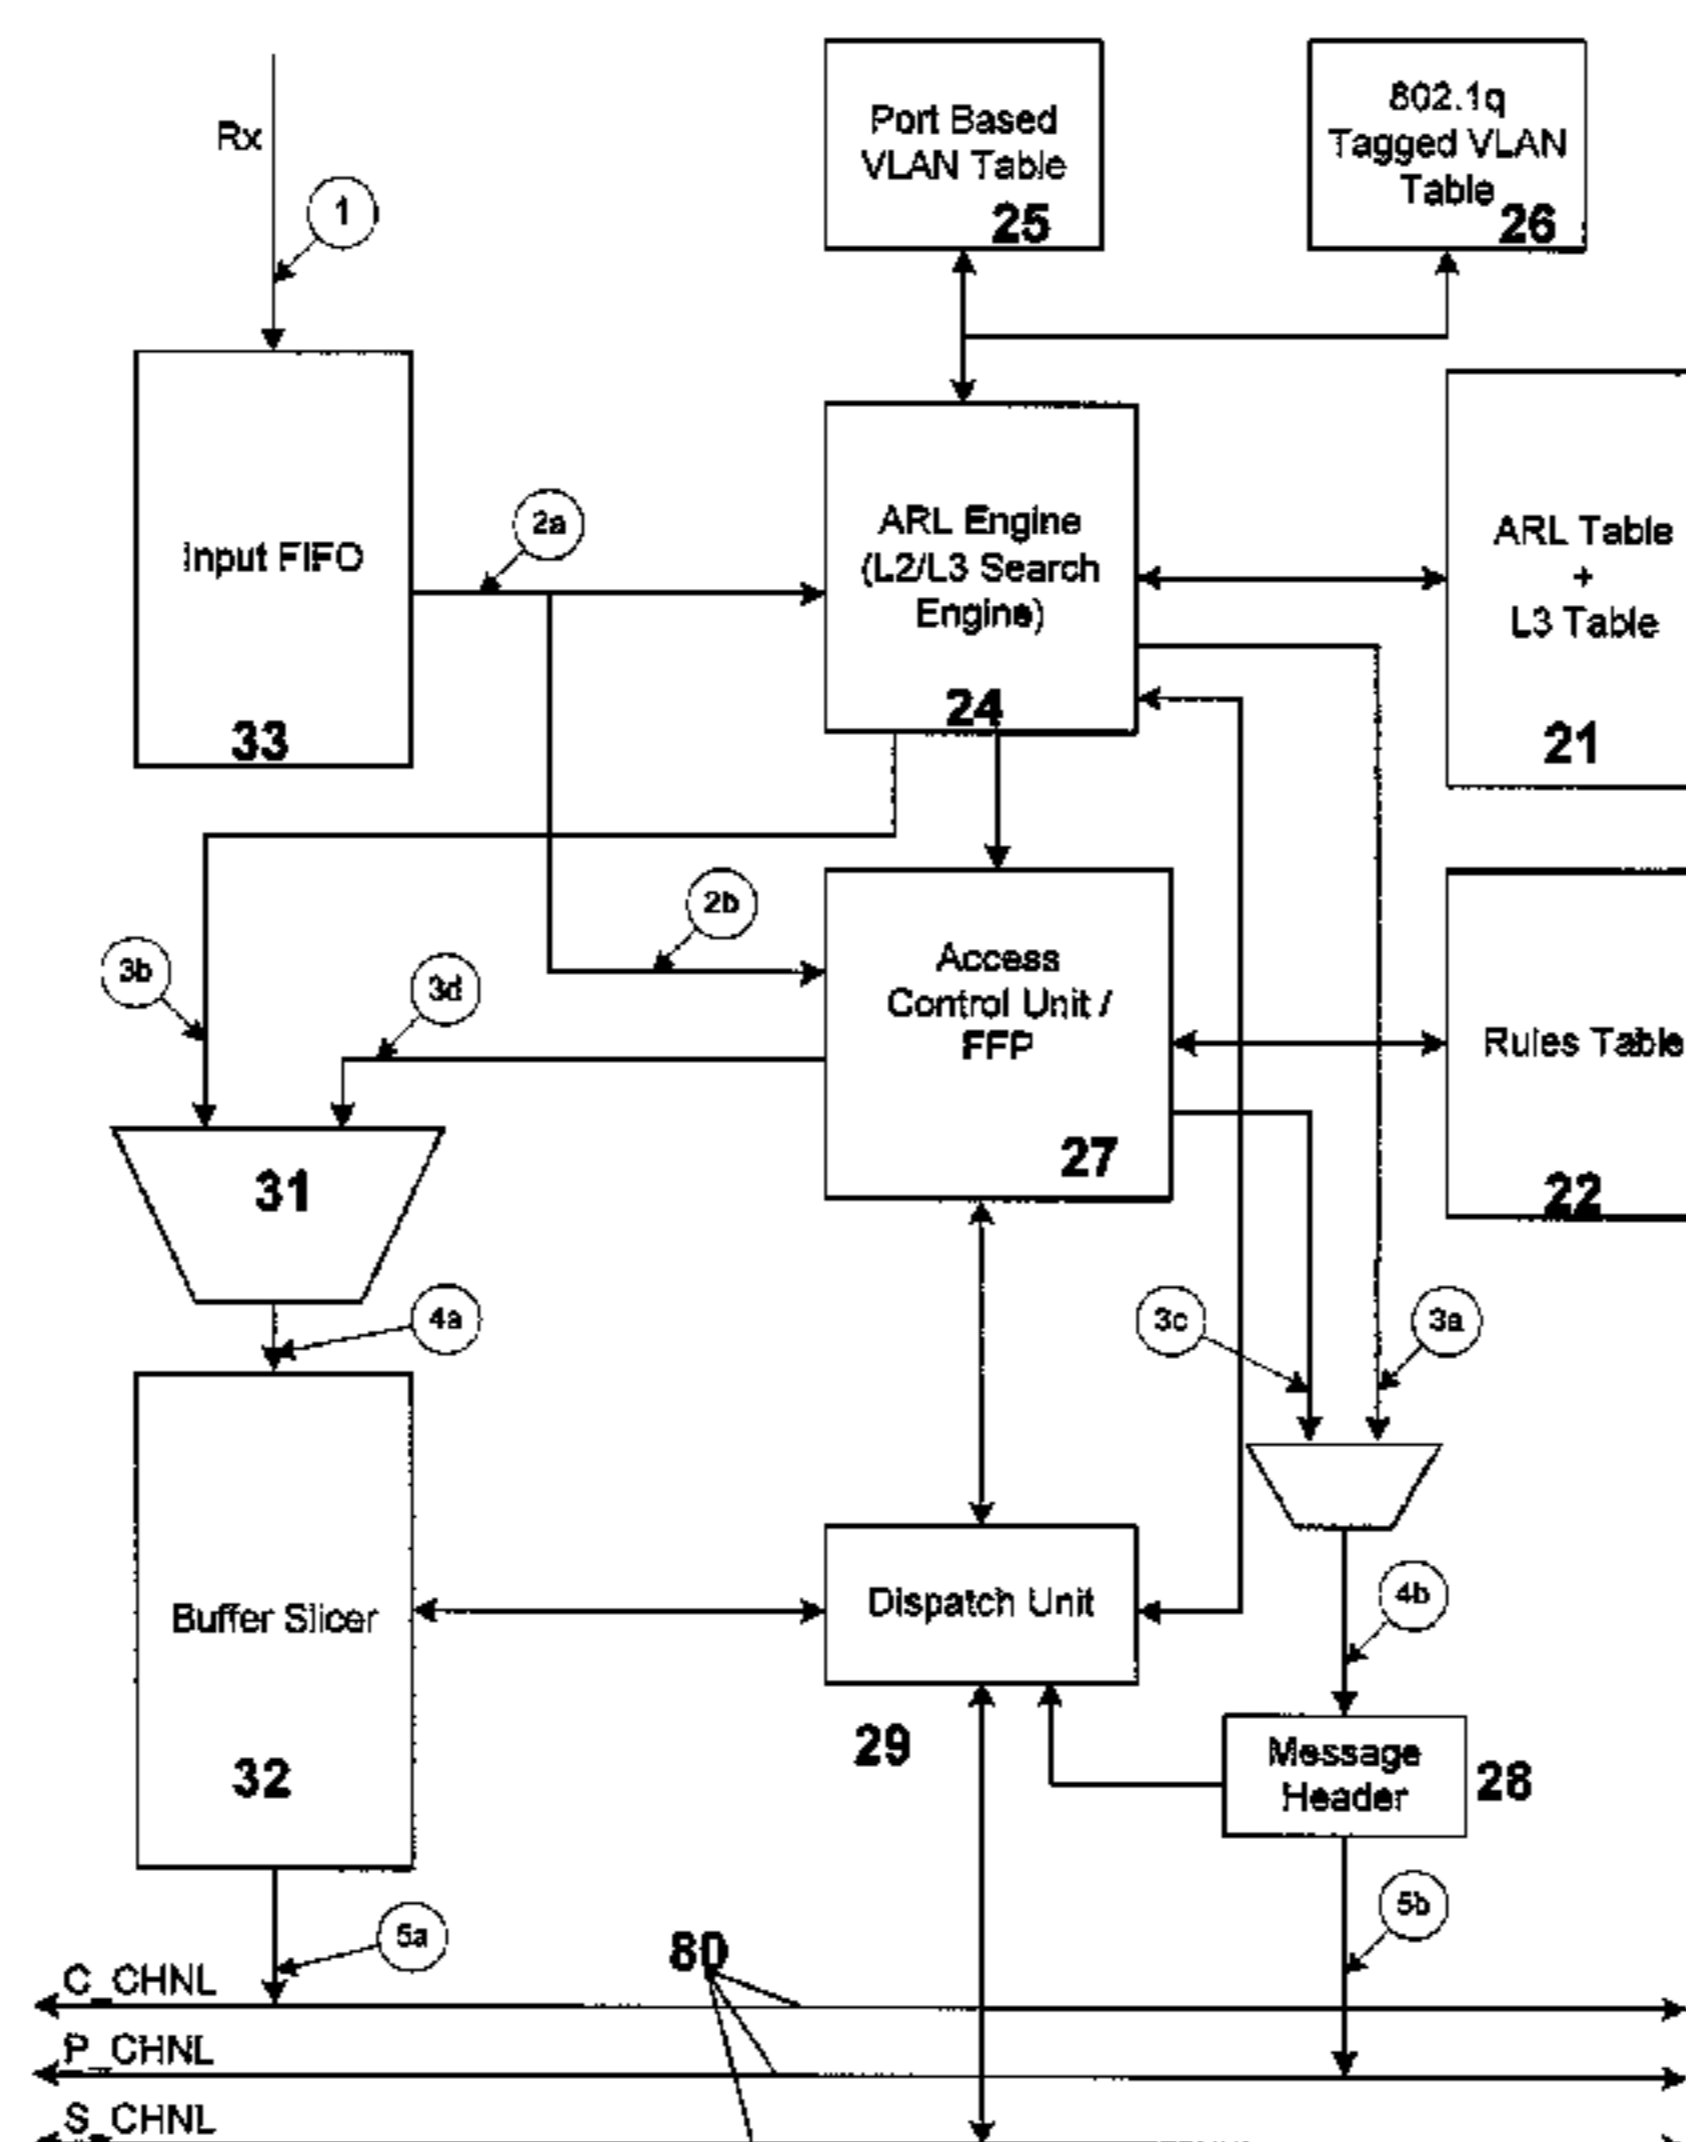 Rx
1
Port Based
VLAN Table
25
802.1q
Tagged VLAN
Table
26
Input FIFO
33
2a
ARL Engine
(L2/L3 Search
Engine)
24
ARL Table
+
L3 Table
21
2b
3b
3d
Access
Control Unit /
FFP
27
Rules Table
22
31
4a
3c
3a
Buffer Slicer
32
Dispatch Unit
29
4b
Message
Header
28
5a
5b
80
C_CHNL
P_CHNL
S_CHNL